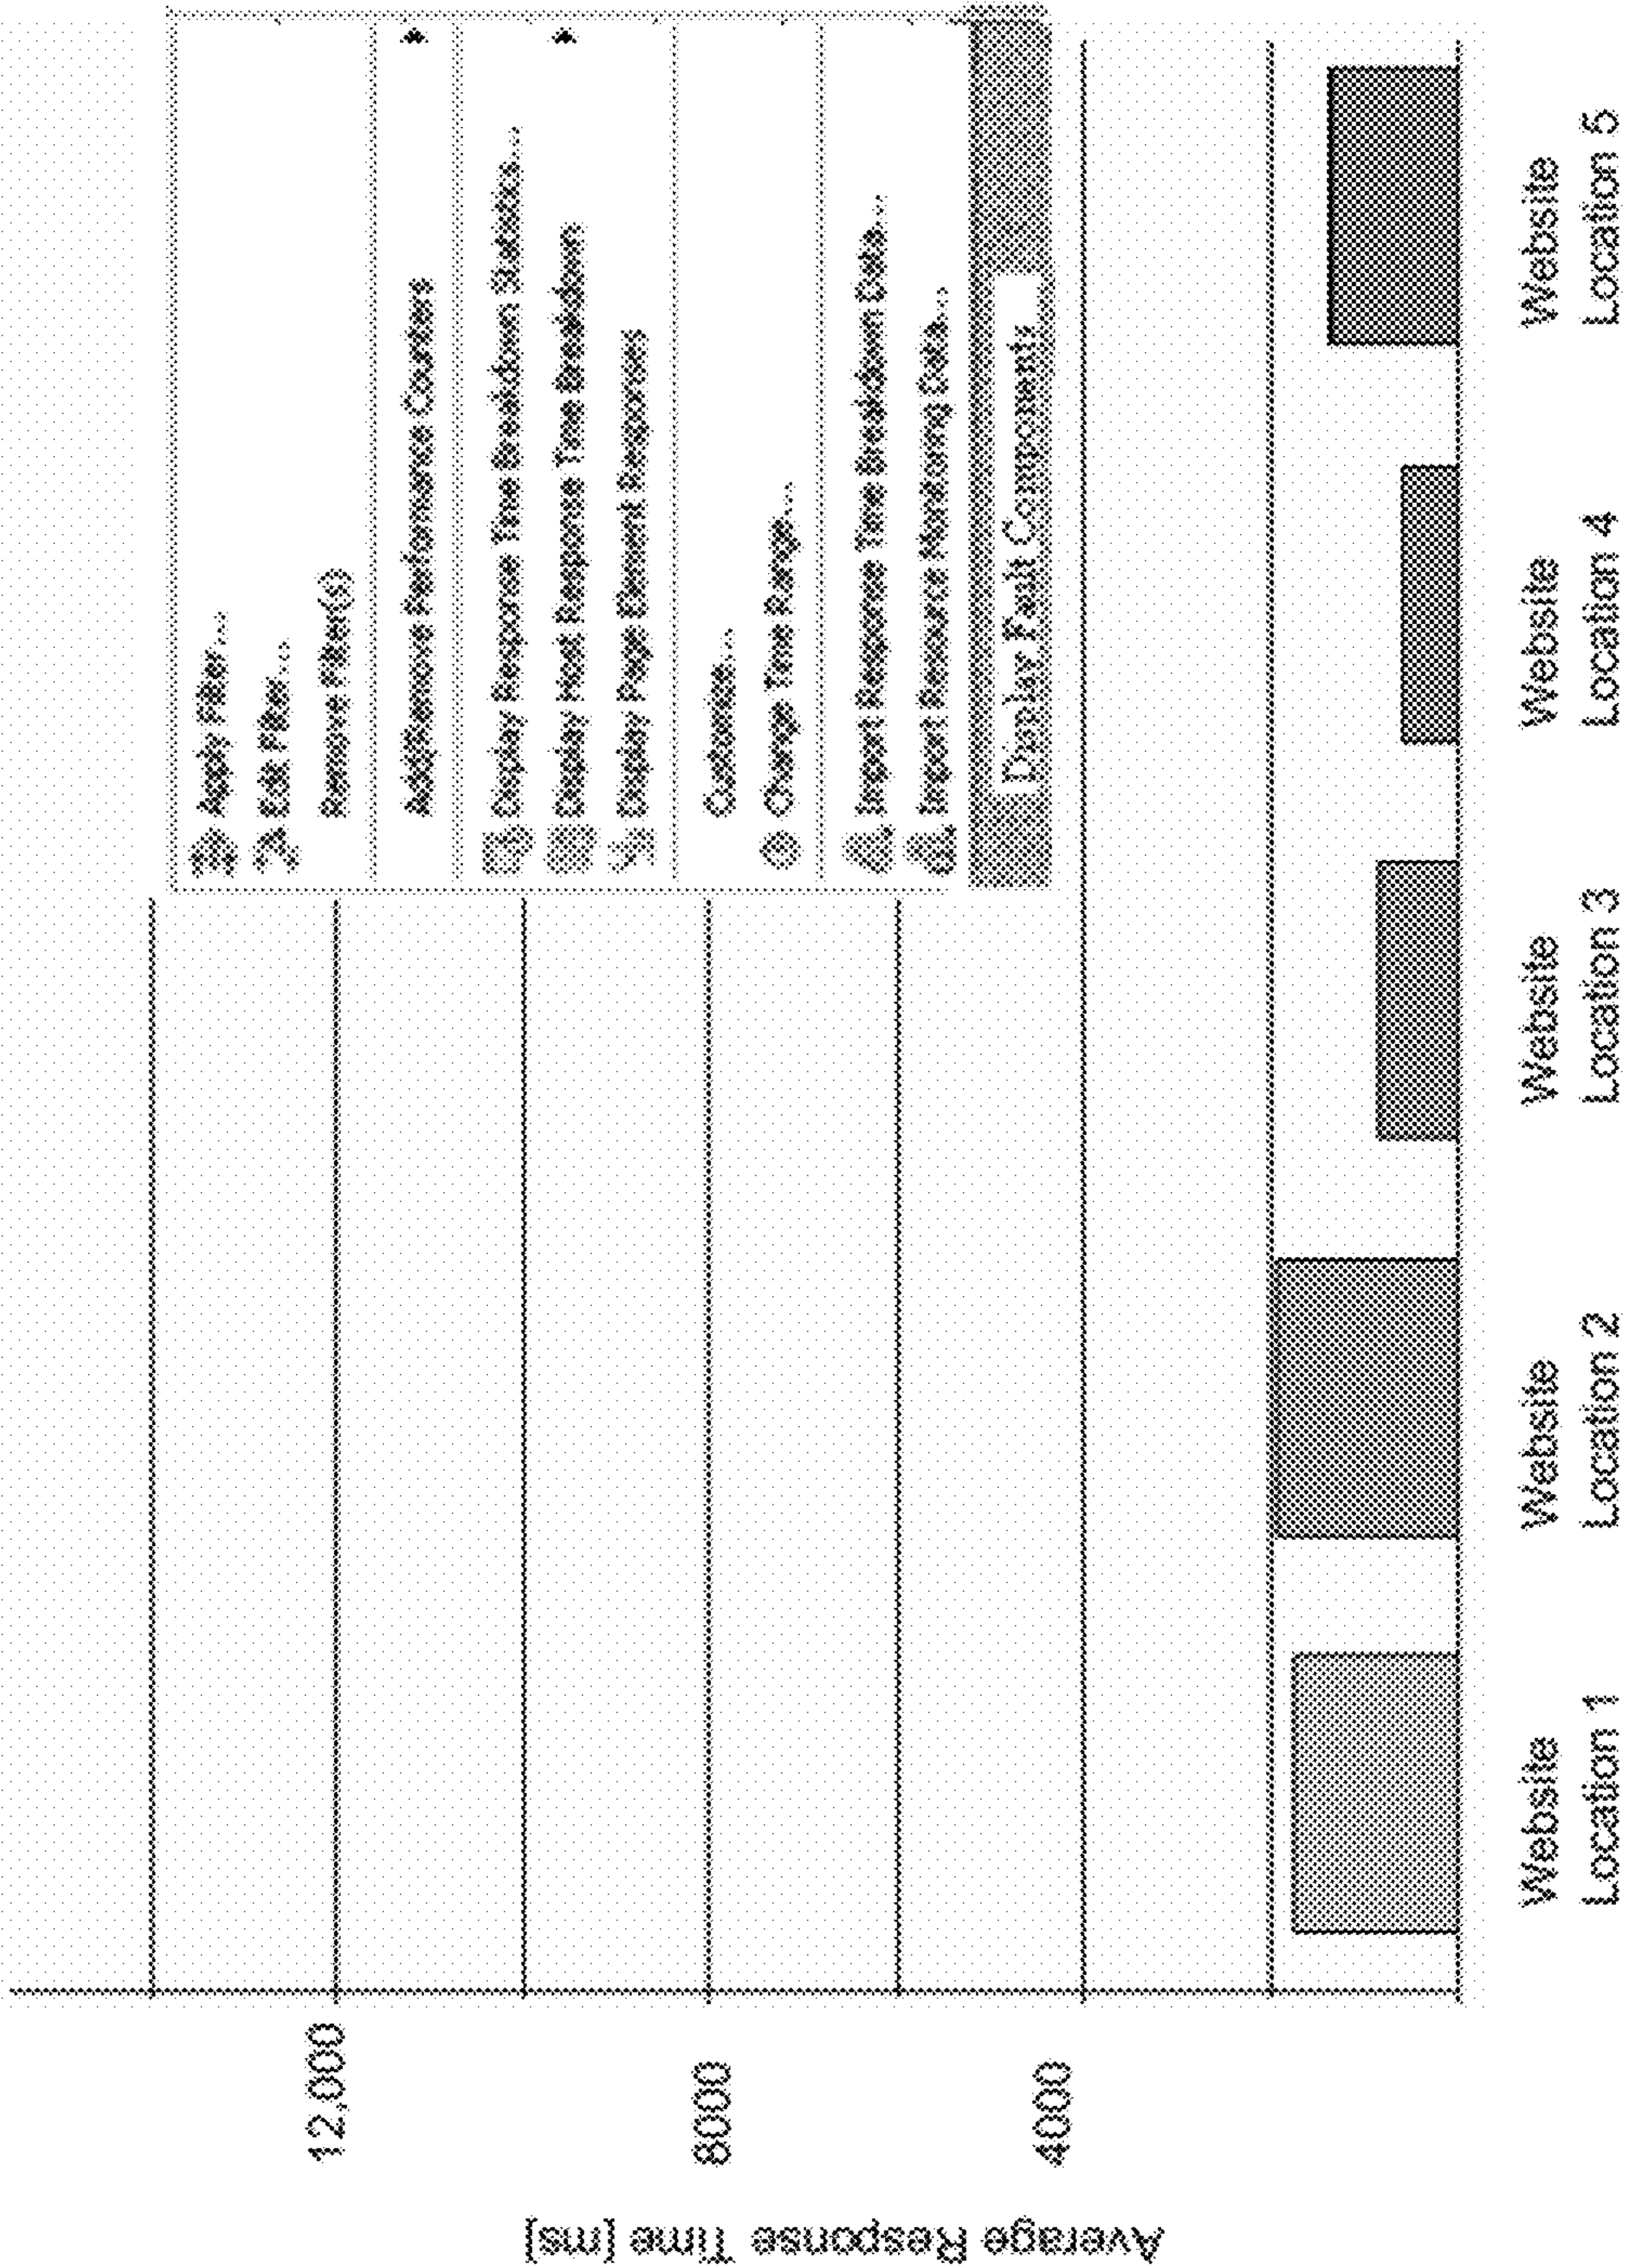 Average Response Time [ms]
12,000
8000
4000
Apply Filter...
Edit Filter...
Remove Filter(s)
Add/Remove Performance Counters
Display Response Time Breakdown Statistics...
Display Host Response Time Breakdown
Display Page Element Responses
Customize...
Change Time Range...
Import Response Time Breakdown Data...
Import Resource Monitoring Data...
Display Fault Components...
Website
Location 1
Website
Location 2
Website
Location 3
Website
Location 4
Website
Location 5